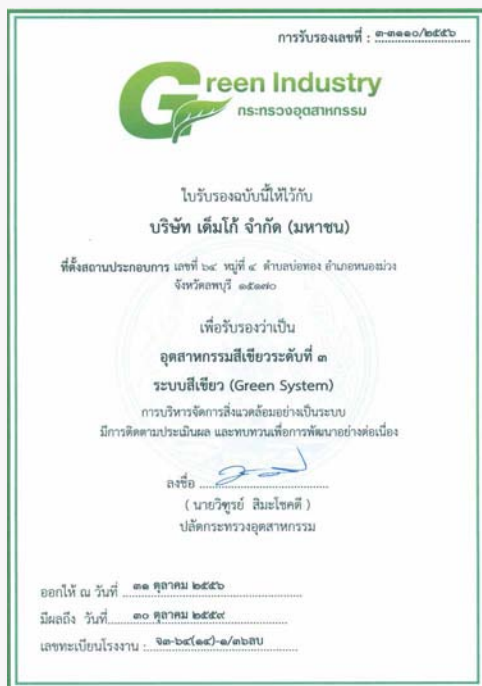 การรับรองเลขที่ : ๓-๓๑๑๐/๒๕๕๖
Green Industry
กระทรวงอุตสาหกรรม
ใบรับรองฉบับนี้ให้ไว้กับ
บริษัท เด็มโก้ จำกัด (มหาชน)
ที่ตั้งสถานประกอบการ เลขที่ ๖๔ หมู่ที่ ๔ ตำบลบ่อทอง อำเภอหนองม่วง
จังหวัดลพบุรี ๑๕๑๗๐
เพื่อรับรองว่าเป็น
อุตสาหกรรมสีเขียวระดับที่ ๓
ระบบสีเขียว (Green System)
การบริหารจัดการสิ่งแวดล้อมอย่างเป็นระบบ
มีการติดตามประเมินผล และทบทวนเพื่อการพัฒนาอย่างต่อเนื่อง
ลงชื่อ
( นายวิฑูรย์ สิมะโชคดี )
ปลัดกระทรวงอุตสาหกรรม
ออกให้ ณ วันที่ ๓๑ ตุลาคม ๒๕๕๖
มีผลถึง วันที่ ๓๐ ตุลาคม ๒๕๕๙
เลขทะเบียนโรงงาน : จ๓-๖๔(๑๔)-๑/๓๖ลบ